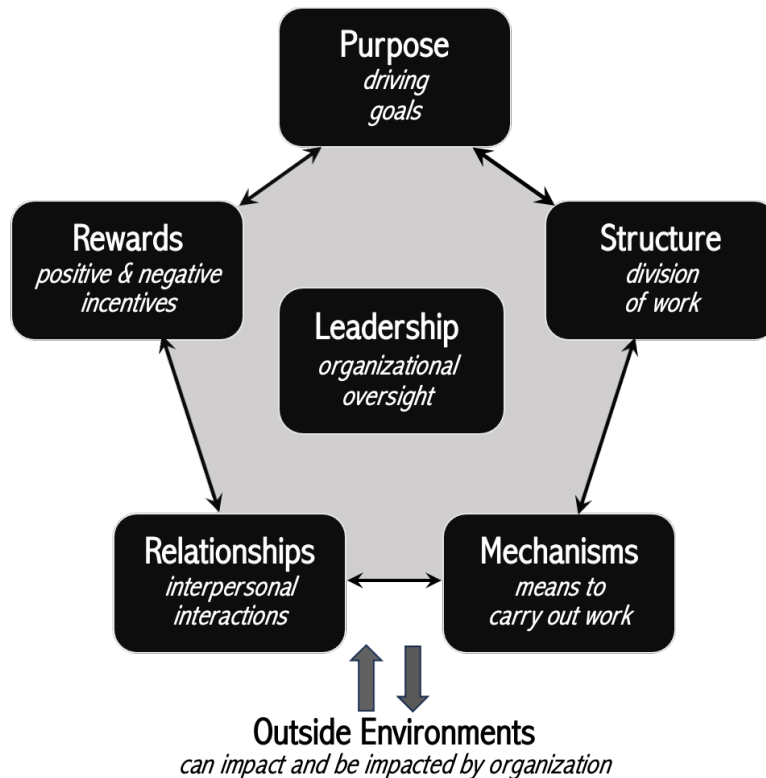 Purpose
driving
goals
Rewards
positive & negative
incentives
Structure
division
of work
Leadership
organizational
oversight
Relationships
interpersonal
interactions
Mechanisms
means to
carry out work
Outside Environments
can impact and be impacted by organization